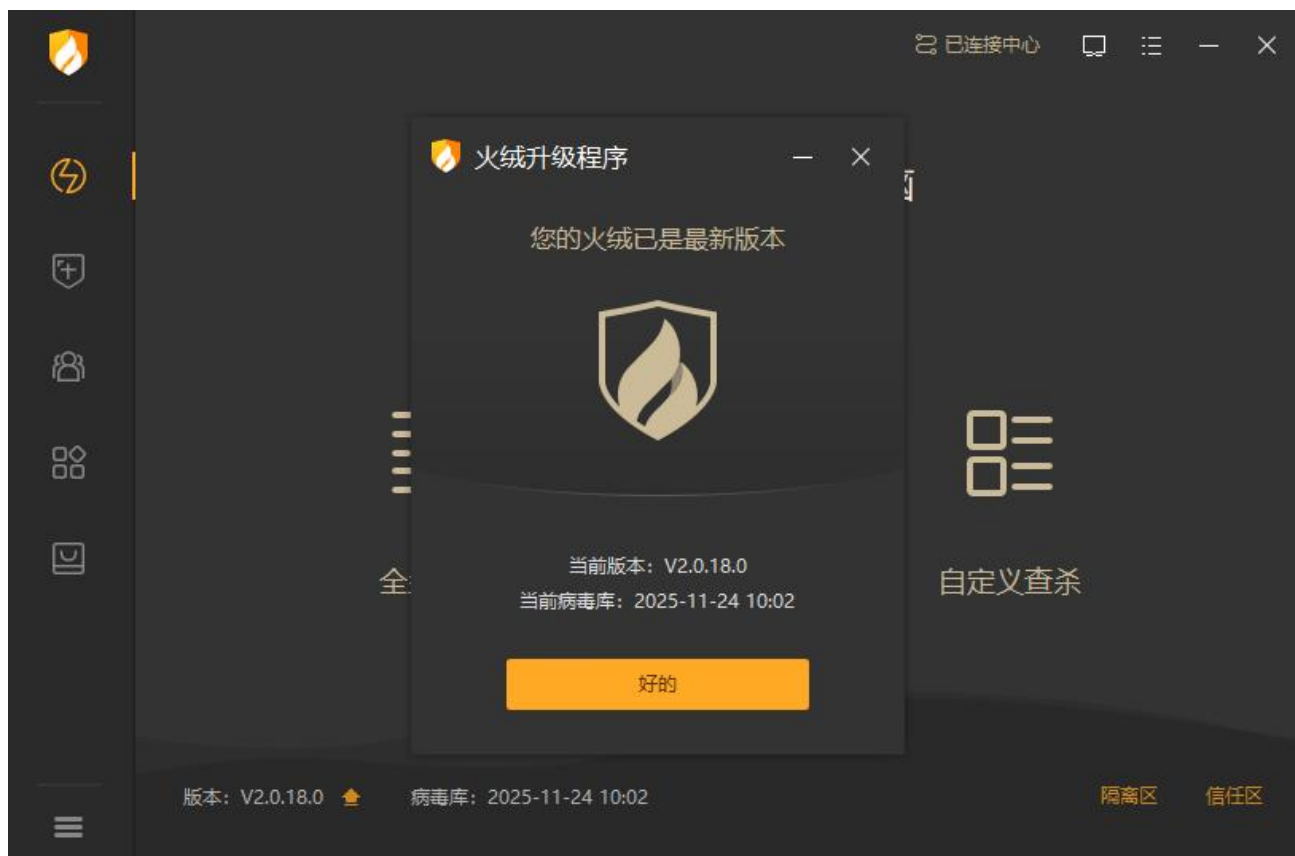 已连接中心
火绒升级程序
您的火绒已是最新版本
全
自定义查杀
当前版本：V2.0.18.0
当前病毒库：2025-11-24 10:02
好的
版本：V2.0.18.0
病毒库：2025-11-24 10:02
隔离区
信任区